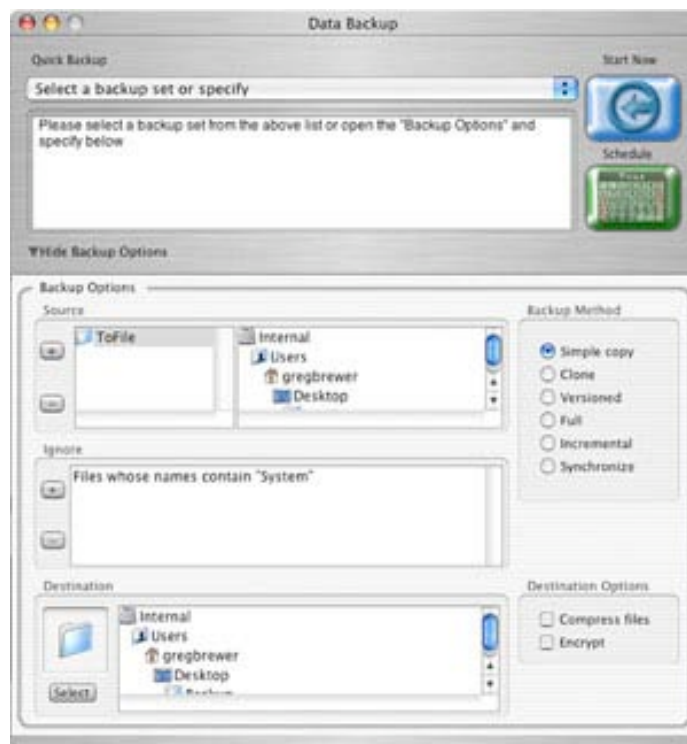 Data Backup
Quick Backup
Start Now
Select a backup set or specify
Please select a backup set from the above list or open the "Backup Options" and
specify below
Schedule
▼Hide Backup Options
Backup Options
Source
Backup Method
ToFile
Internal
Users
gregbrewer
Desktop
Simple copy
Clone
Versioned
Full
Incremental
Synchronize
Ignore
Files whose names contain "System"
Destination
Destination Options
Internal
Users
gregbrewer
Desktop
Backup
Select
Compress files
Encrypt